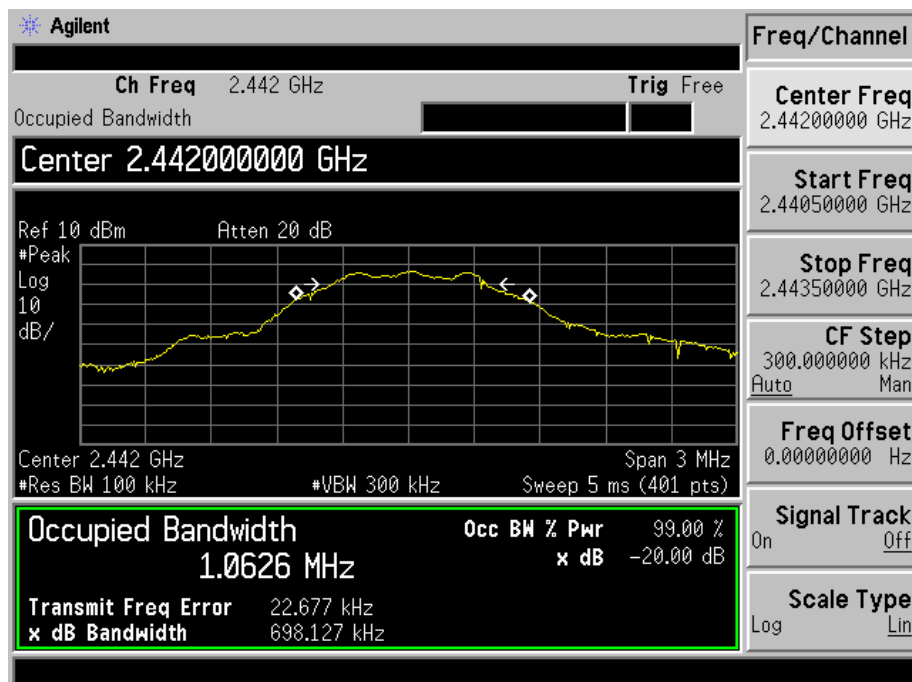 Agilent
Freq/Channel
Ch Freq 2.442 GHz Trig Free
Occupied Bandwidth
Center 2.442000000 GHz
Ref 10 dBm Atten 20 dB
#Peak
Log
10
dB/
Center 2.442 GHz Span 3 MHz
#Res BW 100 kHz #VBW 300 kHz Sweep 5 ms (401 pts)
Occupied Bandwidth Occ BW % Pwr 99.00 %
1.0626 MHz x dB -20.00 dB
Transmit Freq Error 22.677 kHz
x dB Bandwidth 698.127 kHz
Center Freq
2.44200000 GHz
Start Freq
2.44050000 GHz
Stop Freq
2.44350000 GHz
CF Step
300.000000 kHz
Auto Man
Freq Offset
0.00000000 Hz
Signal Track
On Off
Scale Type
Log Lin